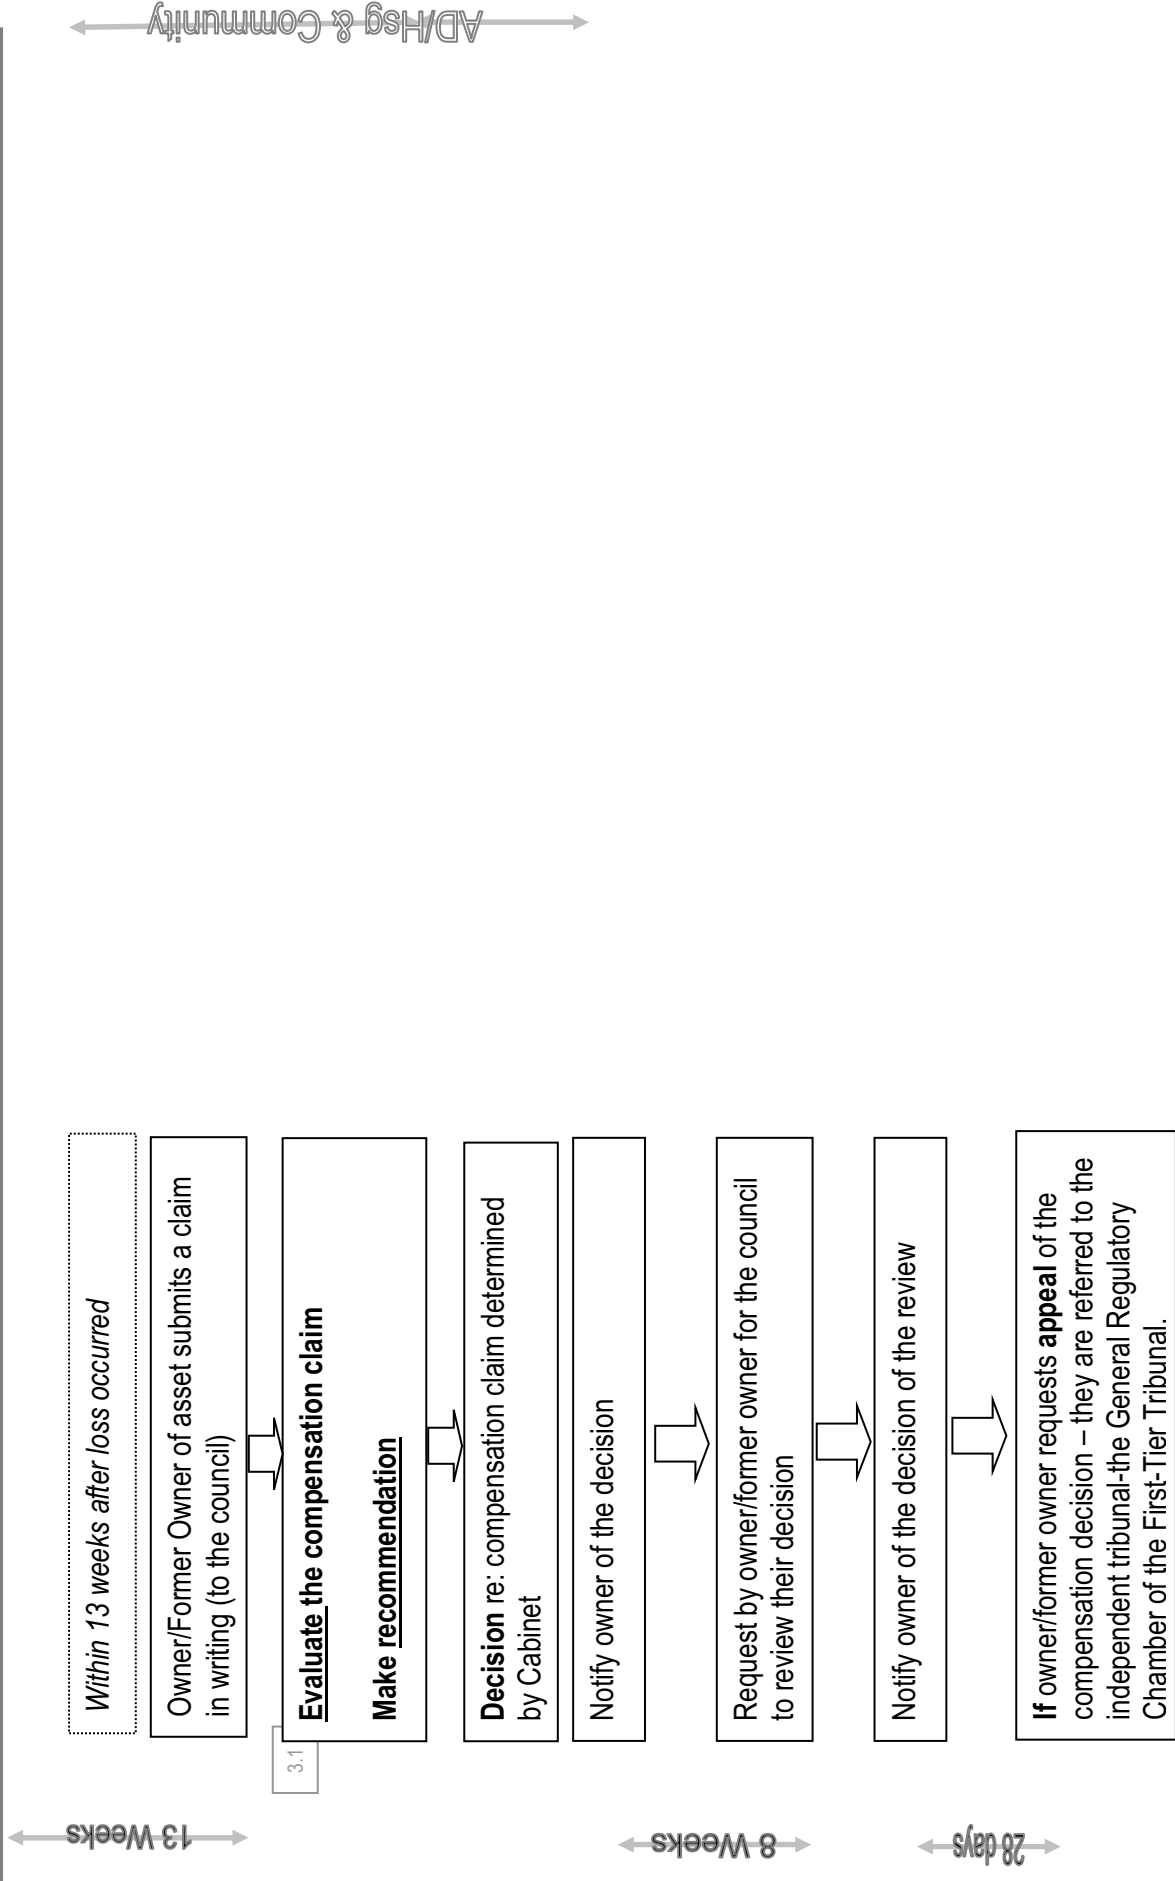 AD/Hsg & Community
Within 13 weeks after loss occurred
13 Weeks
Owner/Former Owner of asset submits a claim
in writing (to the council)
3.1
Evaluate the compensation claim
Make recommendation
Decision re: compensation claim determined
by Cabinet
Notify owner of the decision
8 Weeks
Request by owner/former owner for the council
to review their decision
Notify owner of the decision of the review
28 days
If owner/former owner requests appeal of the
compensation decision – they are referred to the
independent tribunal-the General Regulatory
Chamber of the First-Tier Tribunal.